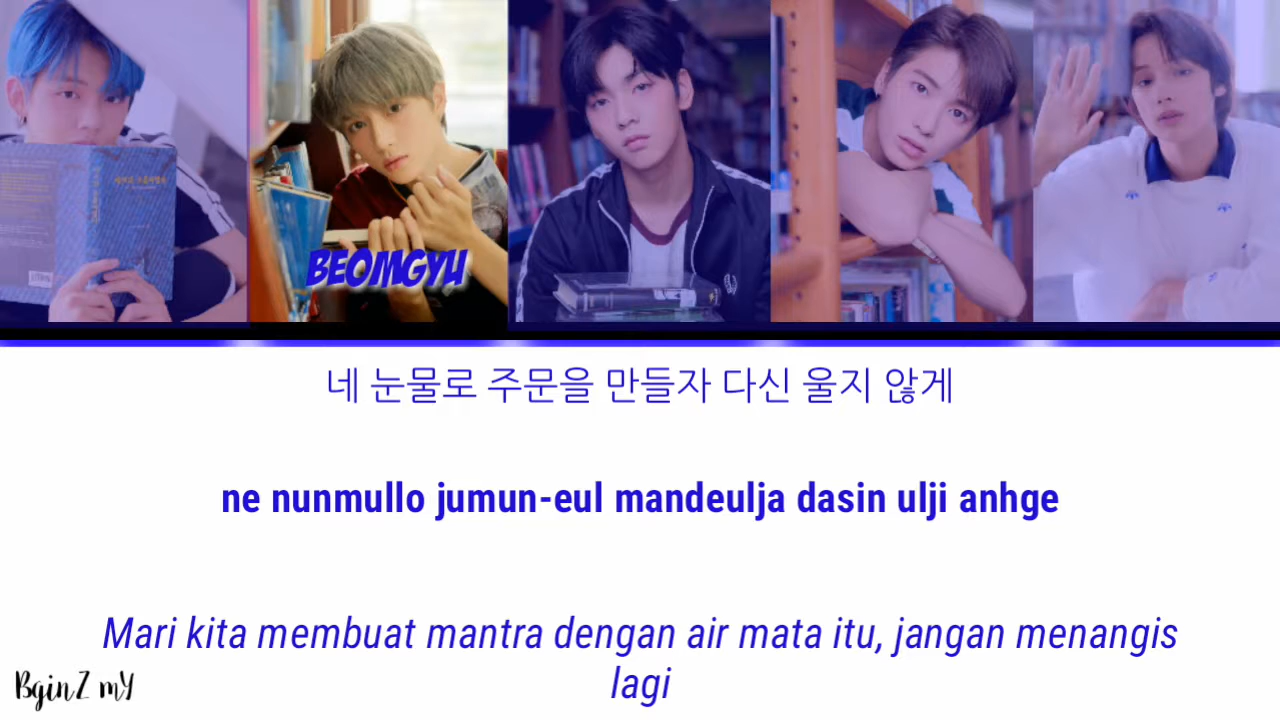 BEOMGYU
네 눈물로 주문을 만들자 다신 울지 않게
ne nunmullo jumun-eul mandeulja dasin ulji anhge
Mari kita membuat mantra dengan air mata itu, jangan menangis
lagi
BginZ mY